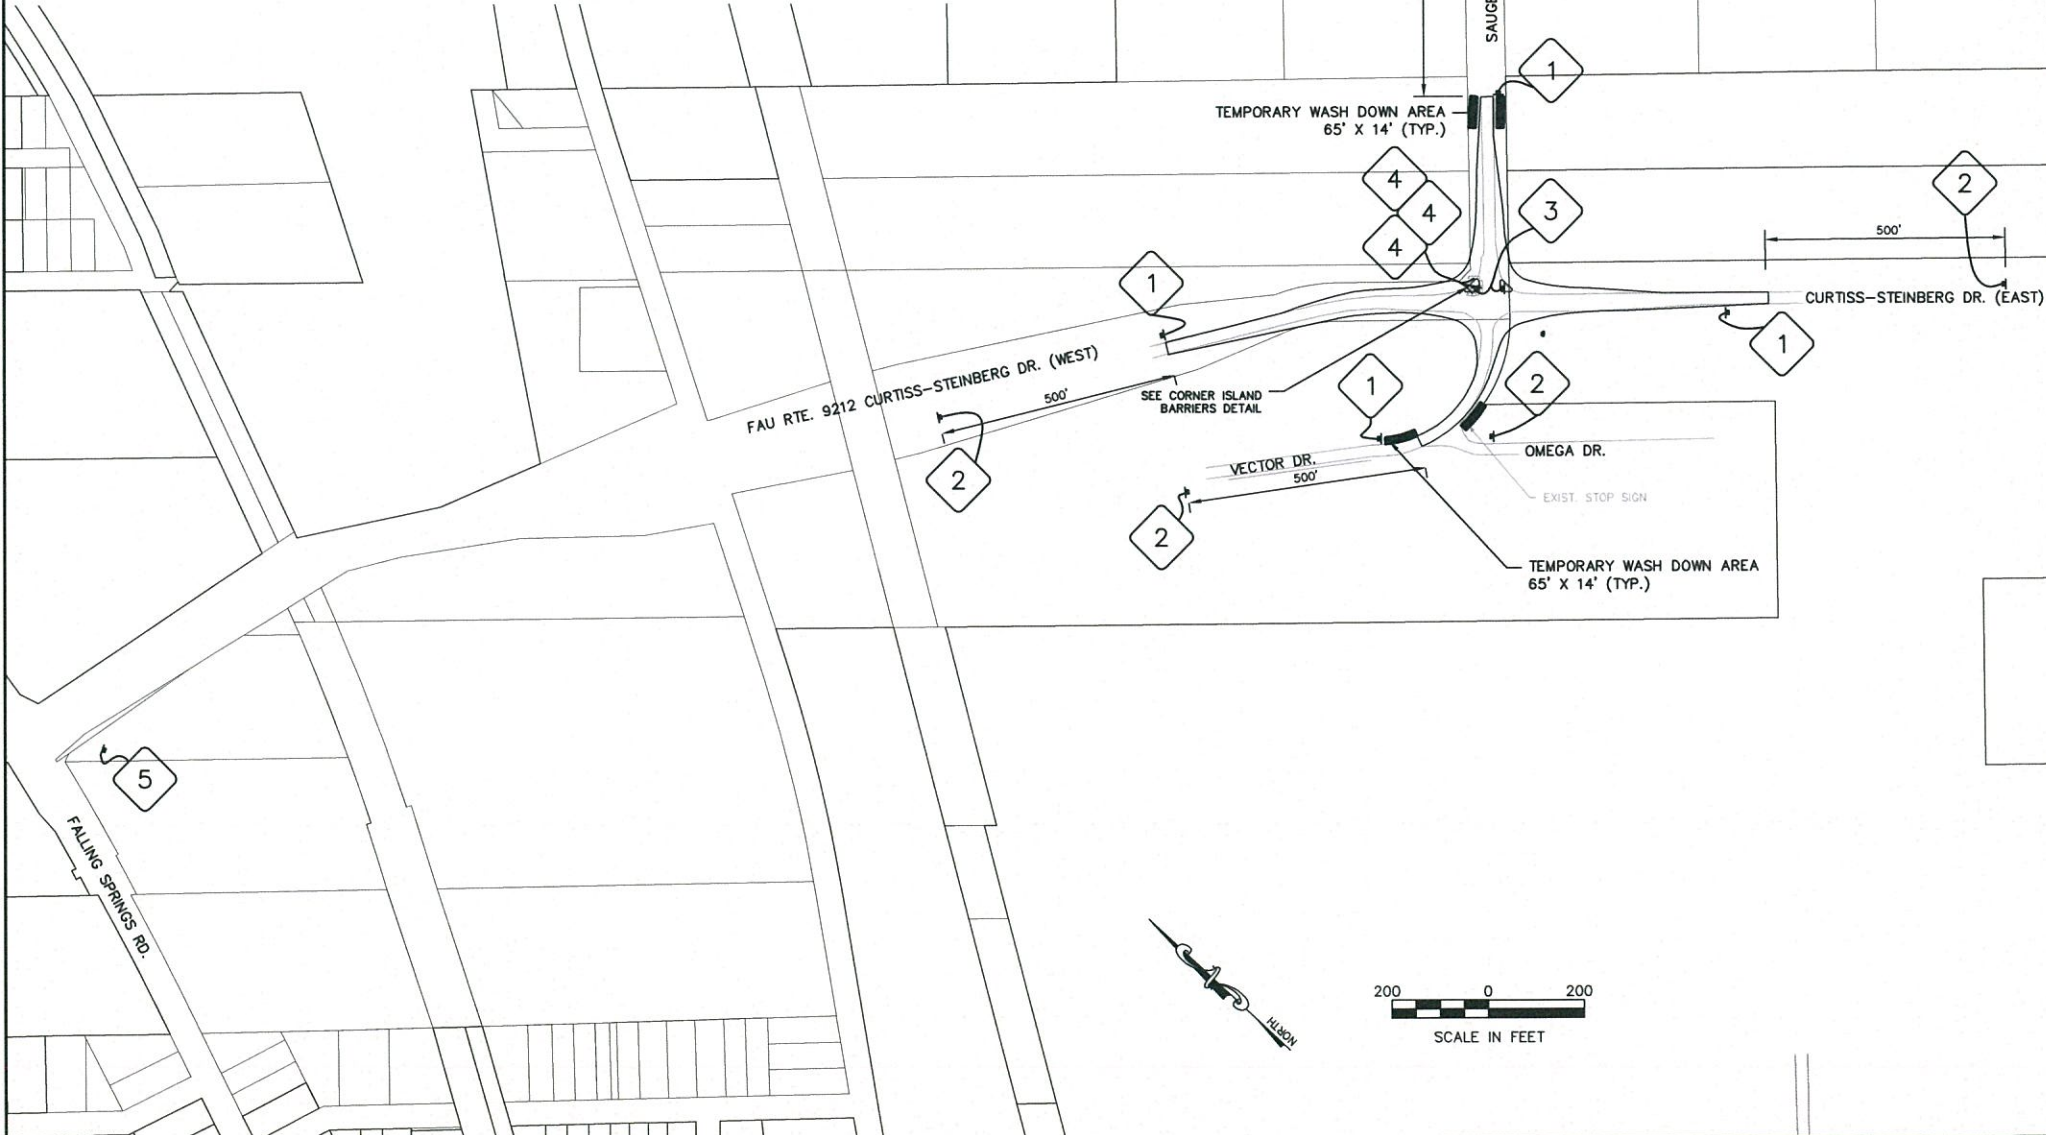 SAUGE
1
TEMPORARY WASH DOWN AREA
65' X 14' (TYP.)
4
4
3
4
2
500'
1
CURTISS-STEINBERG DR. (EAST)
1
FAU RTE. 9212 CURTISS-STEINBERG DR. (WEST)
500'
SEE CORNER ISLAND
BARRIERS DETAIL
1
2
2
VECTOR DR.
500'
OMEGA DR.
EXIST. STOP SIGN
2
TEMPORARY WASH DOWN AREA
65' X 14' (TYP.)
5
FALLING SPRINGS RD.
NORTH
200 0 200
SCALE IN FEET